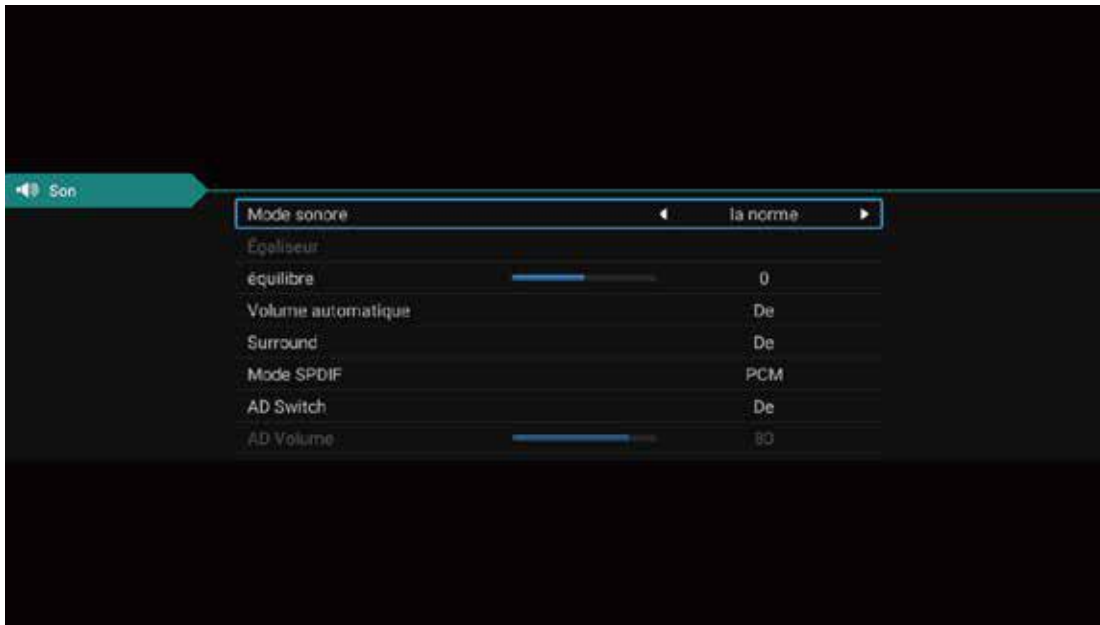 Son
Mode sonore la norme
Égaliseur
équilibre 0
Volume automatique De
Surround De
Mode SPDIF PCM
AD Switch De
AD Volume 80